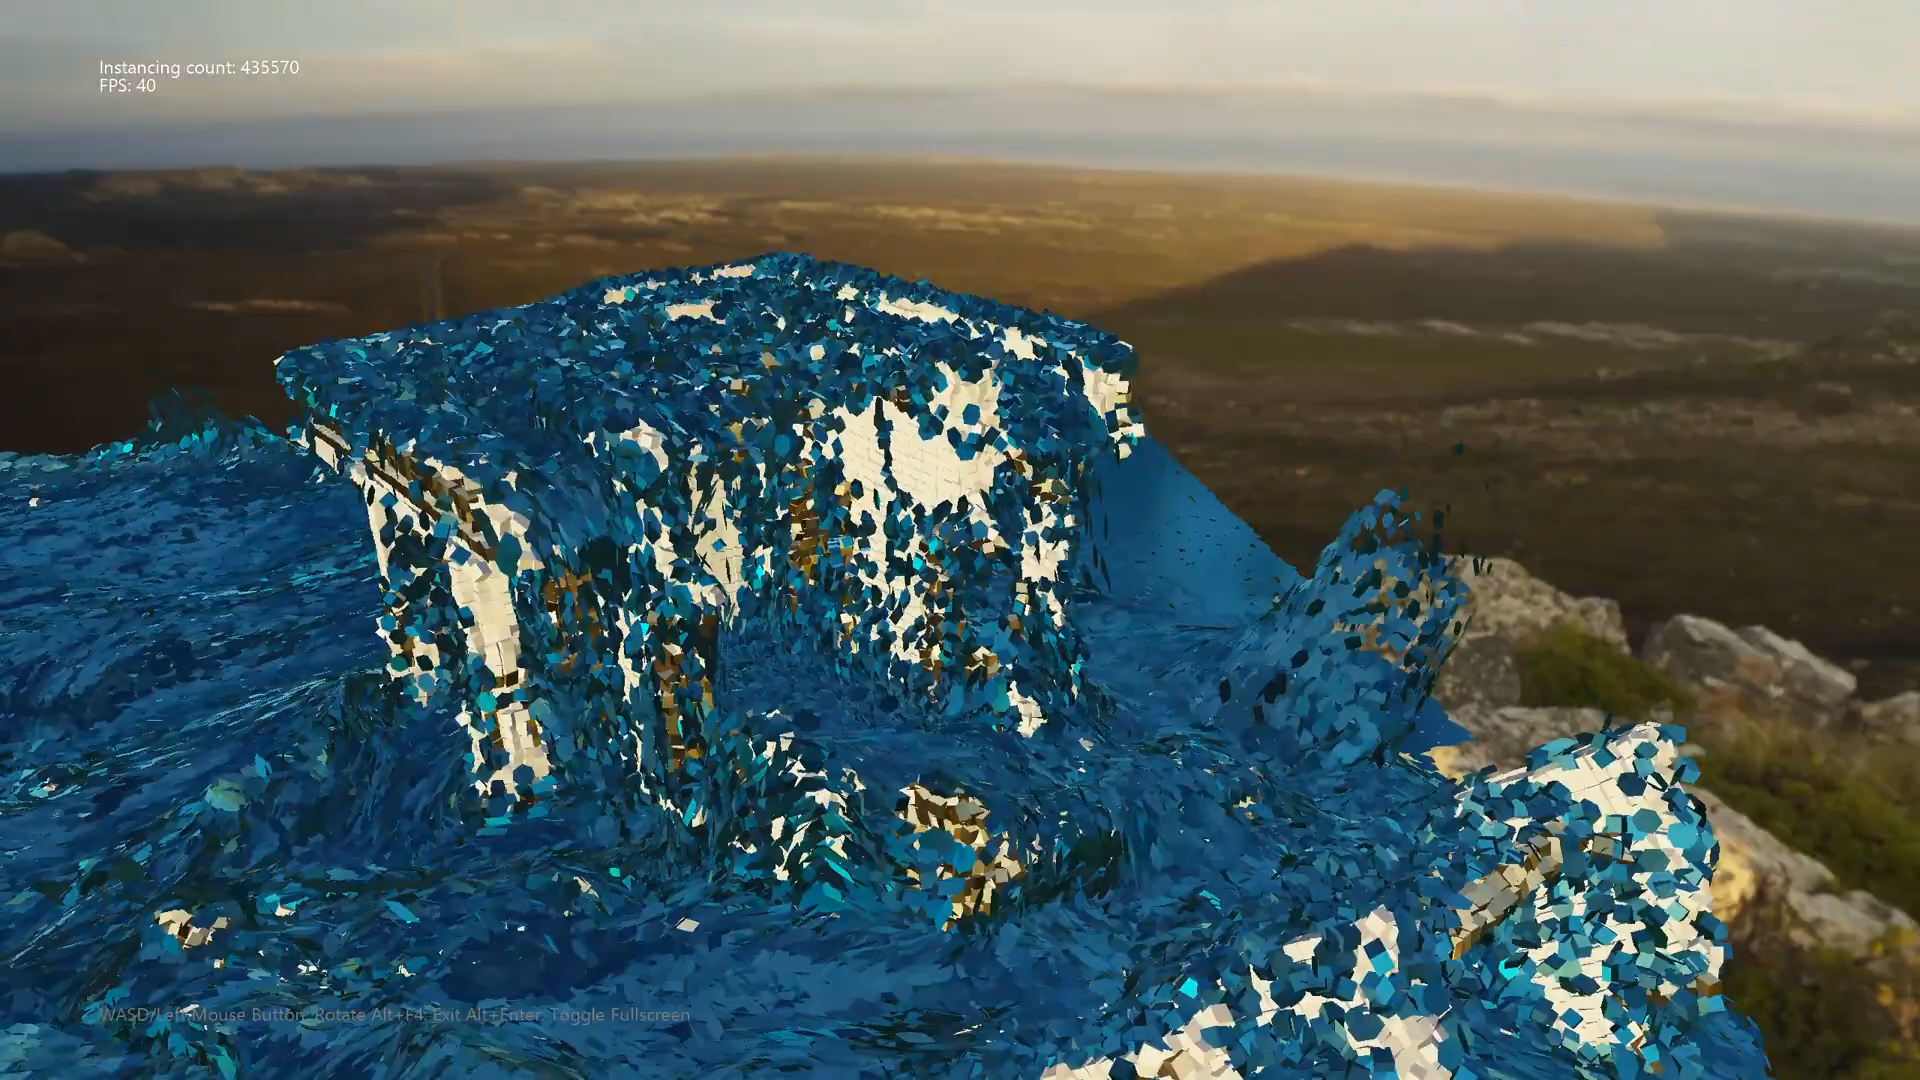 Instancing count: 435570
FPS: 40
WASD/Left Mouse Button: Rotate Alt+F4: Exit Alt+Enter: Toggle Fullscreen